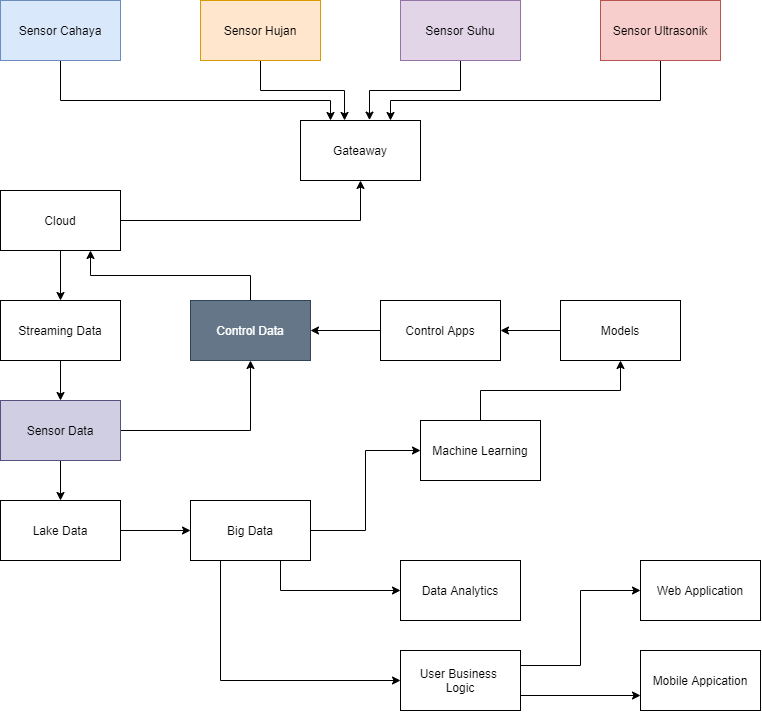 Sensor Cahaya
Sensor Hujan
Sensor Suhu
Sensor Ultrasonik
Gateaway
Cloud
Streaming Data
Control Data
Control Apps
Models
Sensor Data
Machine Learning
Lake Data
Big Data
Data Analytics
Web Application
User Business
Logic
Mobile Appication